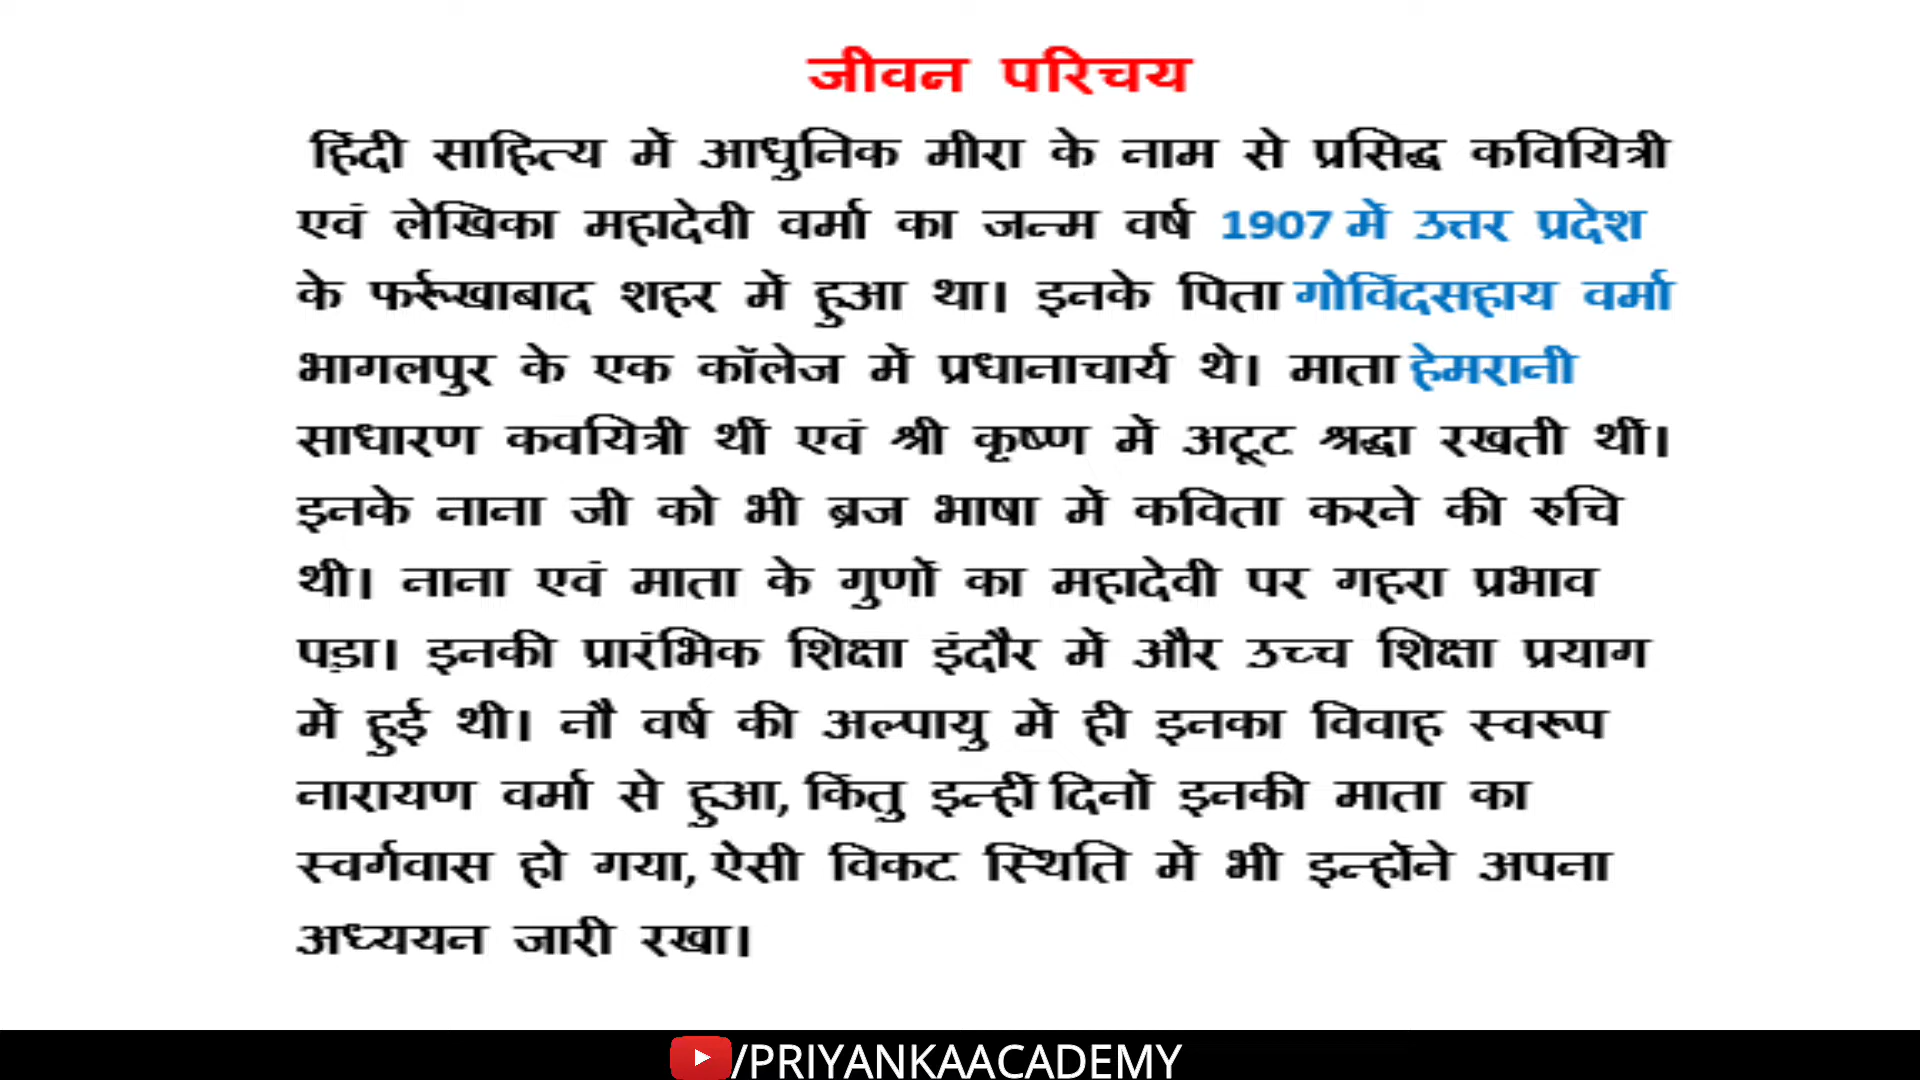 जीवन परिचय
हिंदी साहित्य में आधुनिक मीरा के नाम से प्रसिद्ध कवियित्री
एवं लेखिका महादेवी वर्मा का जन्म वर्ष 1907 में उत्तर प्रदेश
के फर्रूखाबाद शहर में हुआ था। इनके पिता गोविंदसहाय वर्मा
भागलपुर के एक कॉलेज में प्रधानाचार्य थे। माता हेमरानी
साधारण कवयित्री थीं एवं श्री कृष्ण में अटूट श्रद्धा रखती थीं।
इनके नाना जी को भी ब्रज भाषा में कविता करने की रुचि
थी। नाना एवं माता के गुणों का महादेवी पर गहरा प्रभाव
पड़ा। इनकी प्रारंभिक शिक्षा इंदौर में और उच्च शिक्षा प्रयाग
में हुई थी। नौ वर्ष की अल्पायु में ही इनका विवाह स्वरूप
नारायण वर्मा से हुआ, किंतु इन्हीं दिनों इनकी माता का
स्वर्गवास हो गया, ऐसी विकट स्थिति में भी इन्होंने अपना
अध्ययन जारी रखा।
/PRIYANKAACADEMY